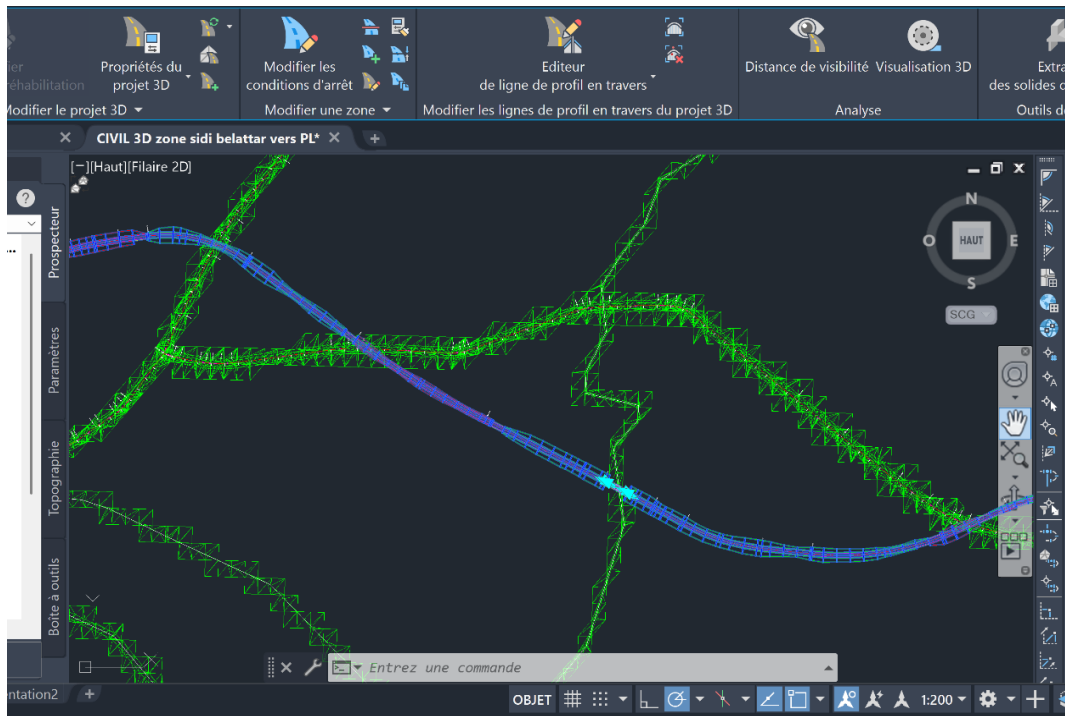 Propriétés du
réhabilitation
projet 3D
Modifier les
conditions d'arrêt
Editeur
de ligne de profil en travers
Distance de visibilité
Visualisation 3D
Extra
des solides d
Modifier le projet 3D
Modifier une zone
Modifier les lignes de profil en travers du projet 3D
Analyse
Outils de
CIVIL 3D zone sidi belattar vers PL*
[−][Haut][Filaire 2D]
?
...
Prospecteur
Paramètres
Topographie
Boîte à outils
N
O
HAUT
E
S
SCG
Entrez une commande
entation2
+
OBJET
1:200